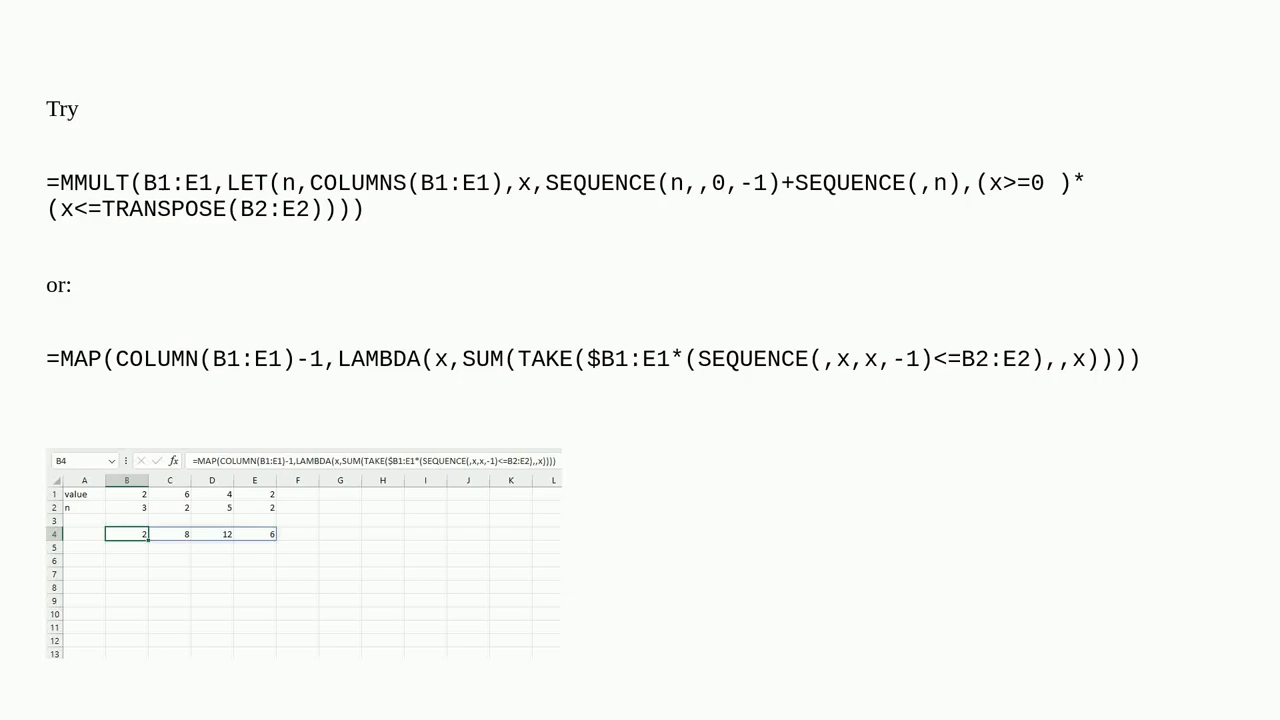 Try
=MMULT(B1:E1,LET(n,COLUMNS(B1:E1),x,SEQUENCE(n,,0,-1)+SEQUENCE(,n),(x>=0 )*
(x<=TRANSPOSE(B2:E2))))
or:
=MAP(COLUMN(B1:E1)-1,LAMBDA(x,SUM(TAKE($B1:E1*(SEQUENCE(,x,x,-1)<=B2:E2),,x))))
B4 fx =MAP(COLUMN(B1:E1)-1,LAMBDA(x,SUM(TAKE($B1:E1*(SEQUENCE(,x,x,-1)<=B2:E2),,x))))
A B C D E F G H I J K L
1 value 2 6 4 2
2 n 3 2 5 2
3
4 2 8 12 6
5
6
7
8
9
10
11
12
13